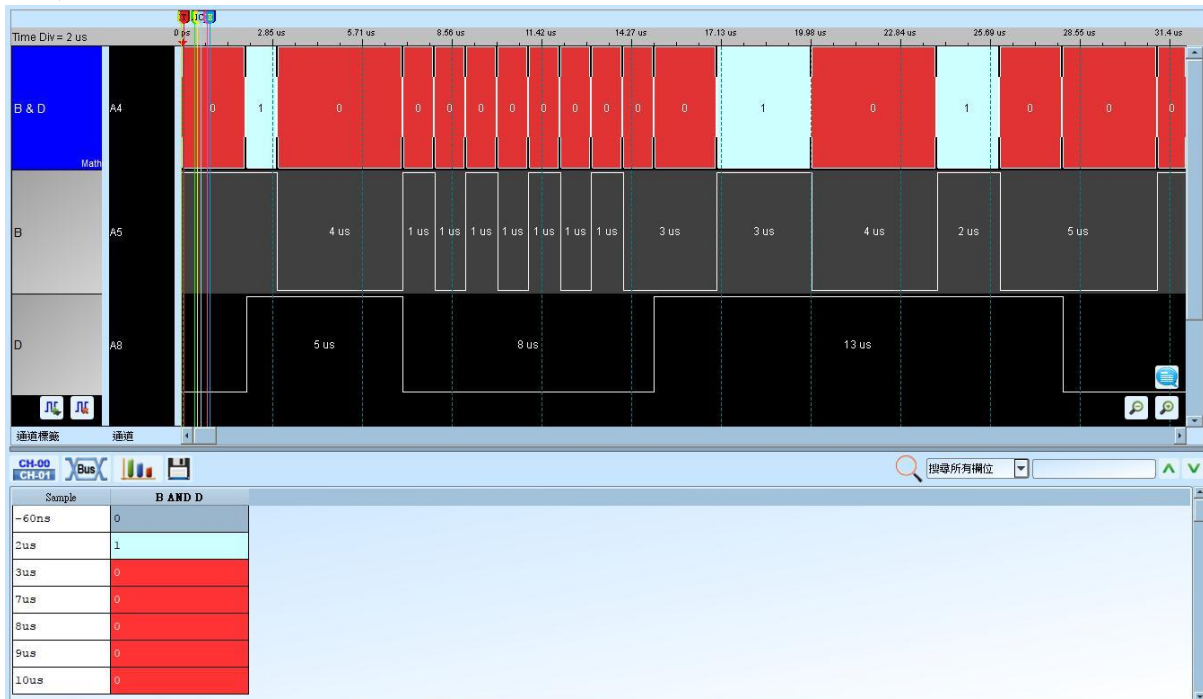 T C
Time Div = 2 us
0 ps 2.85 us 5.71 us 8.56 us 11.42 us 14.27 us 17.13 us 19.98 us 22.84 us 25.69 us 28.55 us 31.4 us
B & D A4 0 1 0 0 0 0 0 0 0 0 0 0 1 0 1 0 0 0
Math
B A5 4 us 1 us 1 us 1 us 1 us 1 us 1 us 1 us 3 us 3 us 4 us 2 us 5 us
D A8 5 us 8 us 13 us
通道標籤 通道
CH-00
CH-01
Bus
搜尋所有欄位
Sample B AND D
-60ns 0
2us 1
3us 0
7us 0
8us 0
9us 0
10us 0